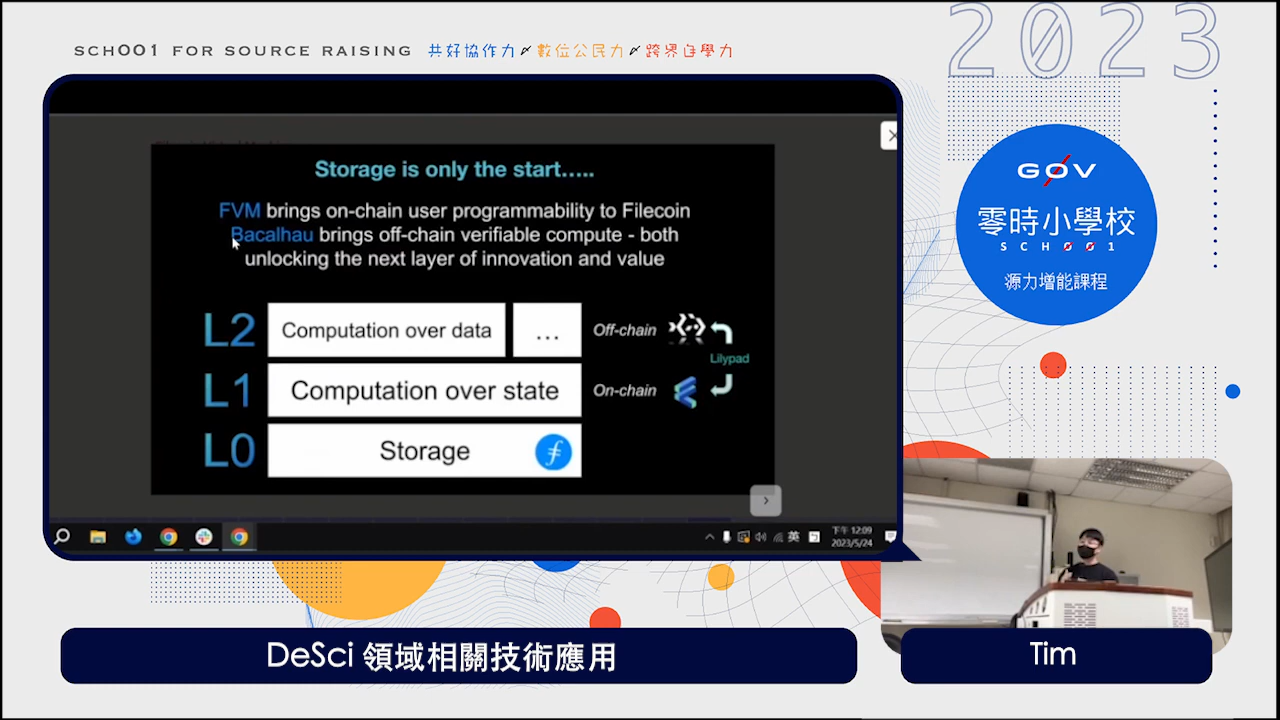 SCHOO1 FOR SOURCE RAISING 共好協作力〆數位公民力〆跨界自學力
2023
GOV
零時小學校
SCHOO1
源力增能課程
Storage is only the start.....
FVM brings on-chain user programmability to Filecoin
Bacalhau brings off-chain verifiable compute - both
unlocking the next layer of innovation and value
L2 Computation over data ... Off-chain
Lilypad
L1 Computation over state On-chain
L0 Storage
英 下午 12:09
2023/5/24
DeSci 領域相關技術應用
Tim